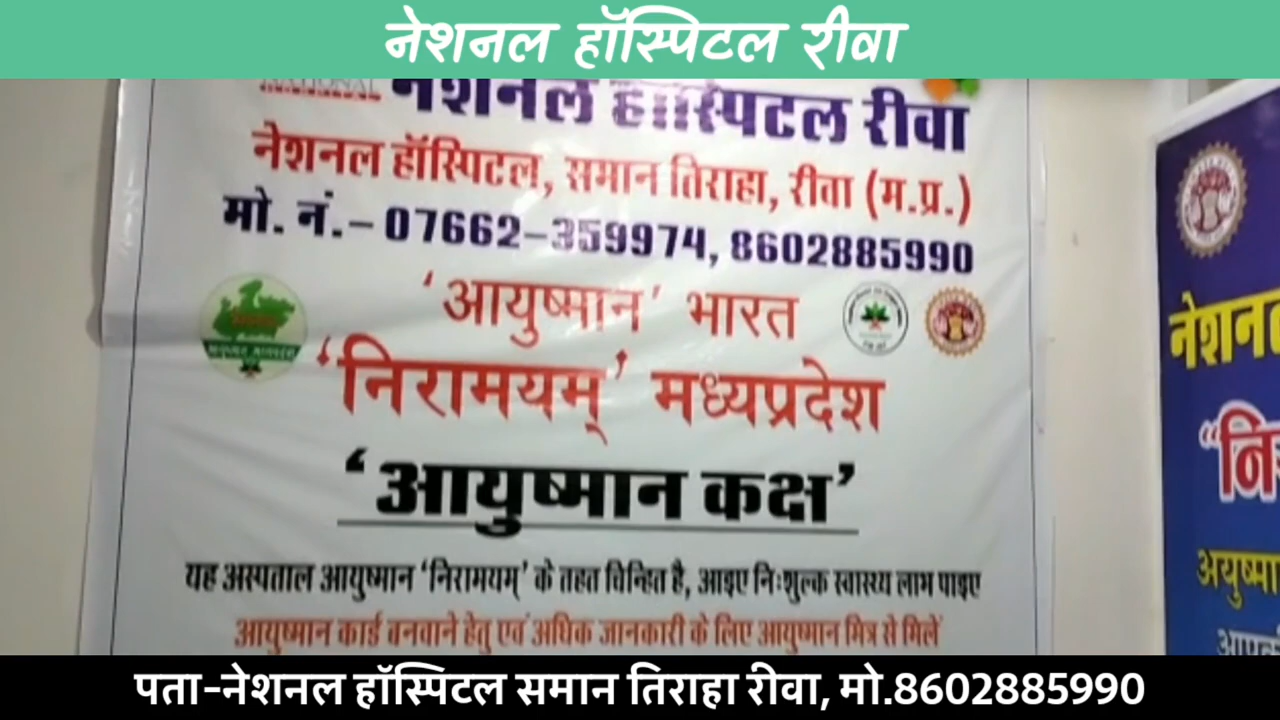 नेशनल हॉस्पिटल रीवा
NATIONAL नेशनल हॉस्पिटल रीवा
नेशनल हॉस्पिटल, समान तिराहा, रीवा (म.प्र.)
मो. नं.– 07662–359974, 8602885990
‘आयुष्मान’ भारत
‘निरामयम्’ मध्यप्रदेश
‘आयुष्मान कक्ष’
यह अस्पताल आयुष्मान ‘निरामयम्’ के तहत चिन्हित है, आइए निःशुल्क स्वास्थ्य लाभ पाइए
आयुष्मान कार्ड बनवाने हेतु एवं अधिक जानकारी के लिए आयुष्मान मित्र से मिलें
पता-नेशनल हॉस्पिटल समान तिराहा रीवा, मो.8602885990